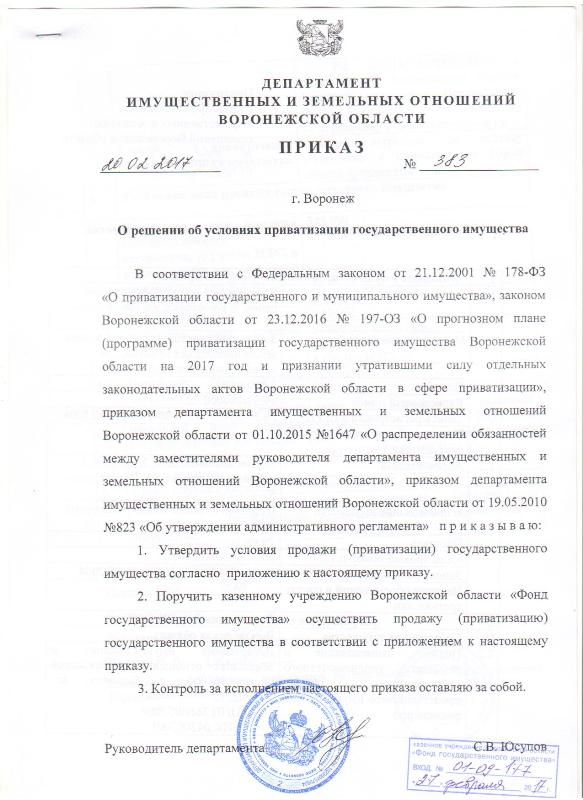 ДЕПАРТАМЕНТ
ИМУЩЕСТВЕННЫХ И ЗЕМЕЛЬНЫХ ОТНОШЕНИЙ
ВОРОНЕЖСКОЙ ОБЛАСТИ
ПРИКАЗ
20 02 2017 № 383
г. Воронеж
О решении об условиях приватизации государственного имущества
В соответствии с Федеральным законом от 21.12.2001 № 178-ФЗ
«О приватизации государственного и муниципального имущества», законом
Воронежской области от 23.12.2016 № 197-ОЗ «О прогнозном плане
(программе) приватизации государственного имущества Воронежской
области на 2017 год и признании утратившими силу отдельных
законодательных актов Воронежской области в сфере приватизации»,
приказом департамента имущественных и земельных отношений
Воронежской области от 01.10.2015 №1647 «О распределении обязанностей
между заместителями руководителя департамента имущественных и
земельных отношений Воронежской области», приказом департамента
имущественных и земельных отношений Воронежской области от 19.05.2010
№823 «Об утверждении административного регламента» п р и к а з ы в а ю:
1. Утвердить условия продажи (приватизации) государственного
имущества согласно приложению к настоящему приказу.
2. Поручить казенному учреждению Воронежской области «Фонд
государственного имущества» осуществить продажу (приватизацию)
государственного имущества в соответствии с приложением к настоящему
приказу.
3. Контроль за исполнением настоящего приказа оставляю за собой.
Руководитель департамента С.В. Юсупов
«Фонд государственного имущества»
ВХОД. № 01-09-177
27 февраля 2017 г.